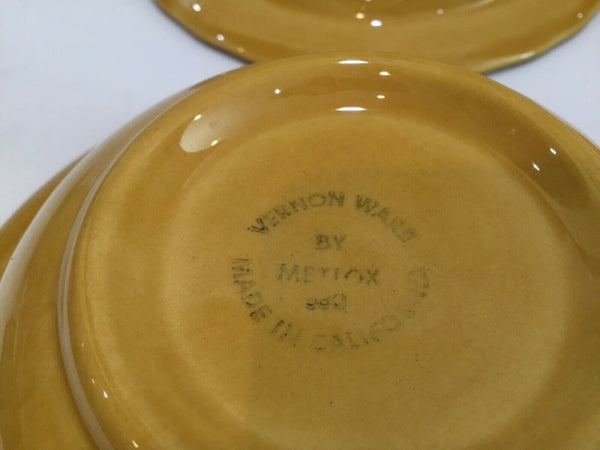 VERNON WARE
BY
METLOX
MADE IN CALIFORNIA